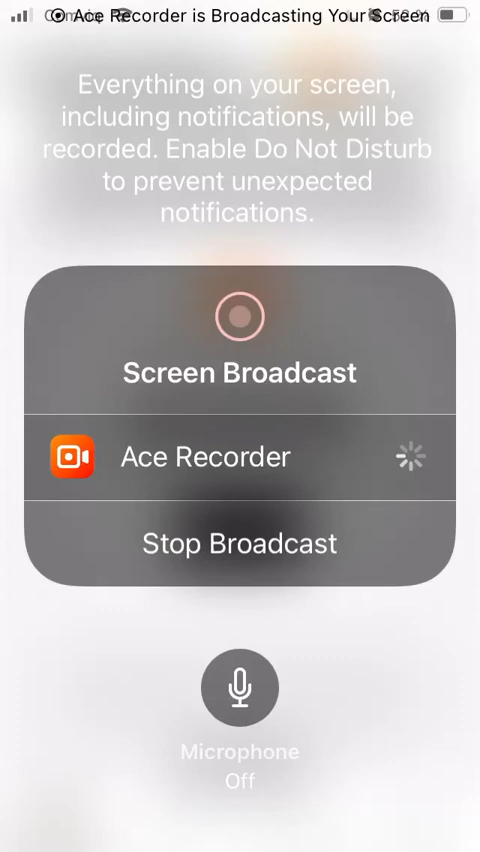 Ace Recorder is Broadcasting Your Screen
Everything on your screen,
including notifications, will be
recorded. Enable Do Not Disturb
to prevent unexpected
notifications.
Screen Broadcast
Ace Recorder
Stop Broadcast
Microphone
Off